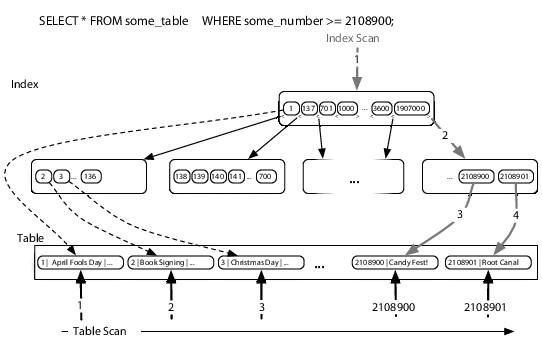 SELECT * FROM some_table WHERE some_number >= 2108900;
Index Scan
1
Index
1 137 701 1000 ... 3600 1907000
2
2 3 ... 136
138 139 140 141 ... 700
...
... 2108900 2108901
3 4
Table
1| April Fools Day |...
2|Book Signing|...
3 | Christmas Day|...
...
2108900 |Candy Fest!
2108901 |Root Canal
1 2 3 2108900 2108901
Table Scan